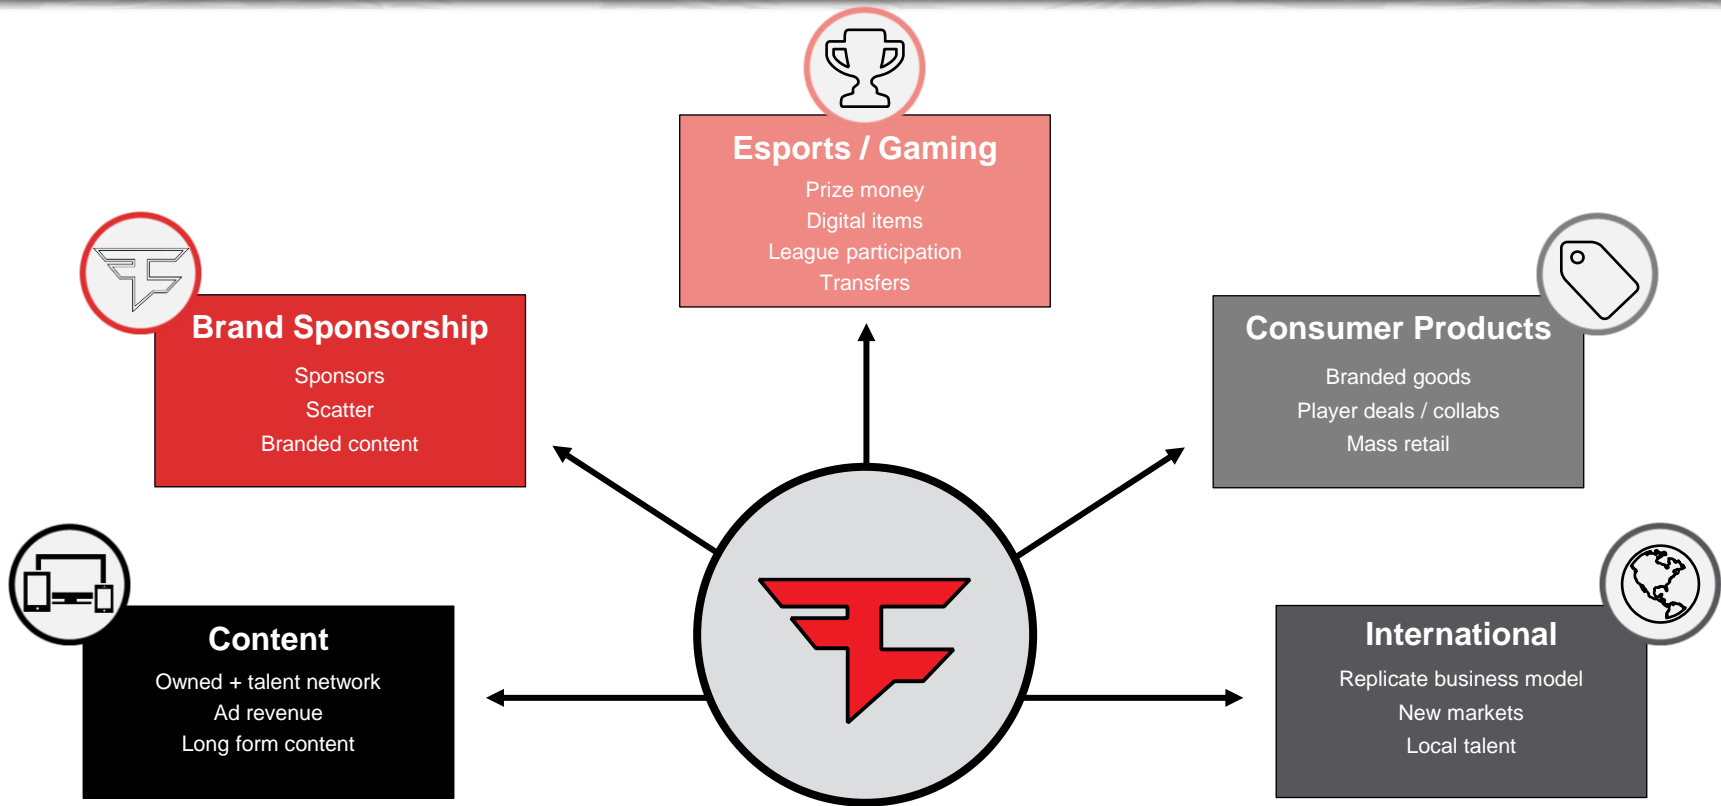 Esports / Gaming
Prize money
Digital items
League participation
Transfers
Brand Sponsorship
Sponsors
Scatter
Branded content
Consumer Products
Branded goods
Player deals / collabs
Mass retail
Content
Owned + talent network
Ad revenue
Long form content
International
Replicate business model
New markets
Local talent